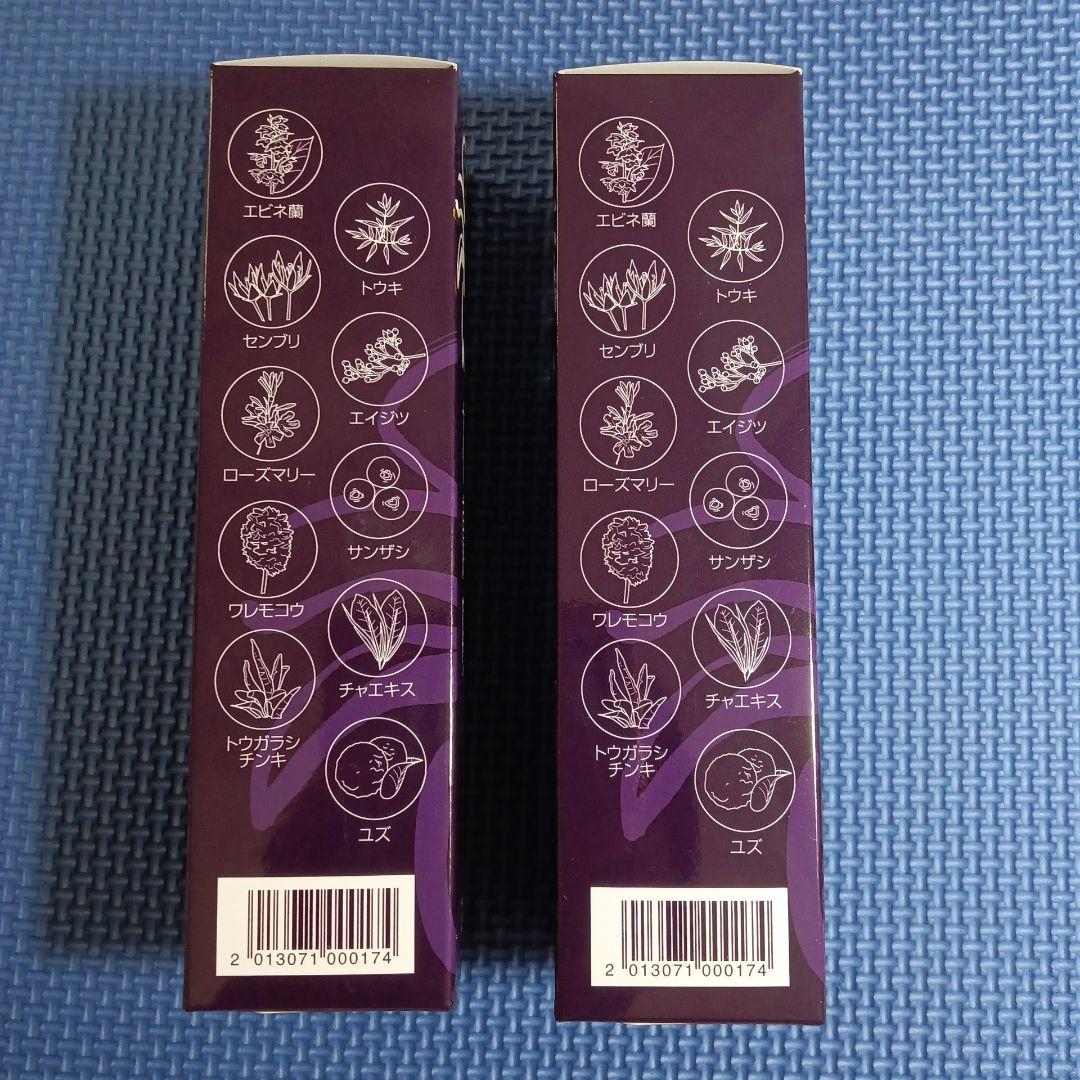 エビネ蘭
トウキ
センブリ
エイジツ
ローズマリー
サンザシ
ワレモコウ
チャエキス
トウガラシ
チンキ
ユズ
2 013071 000174
エビネ蘭
トウキ
センブリ
エイジツ
ローズマリー
サンザシ
ワレモコウ
チャエキス
トウガラシ
チンキ
ユズ
2 013071 000174